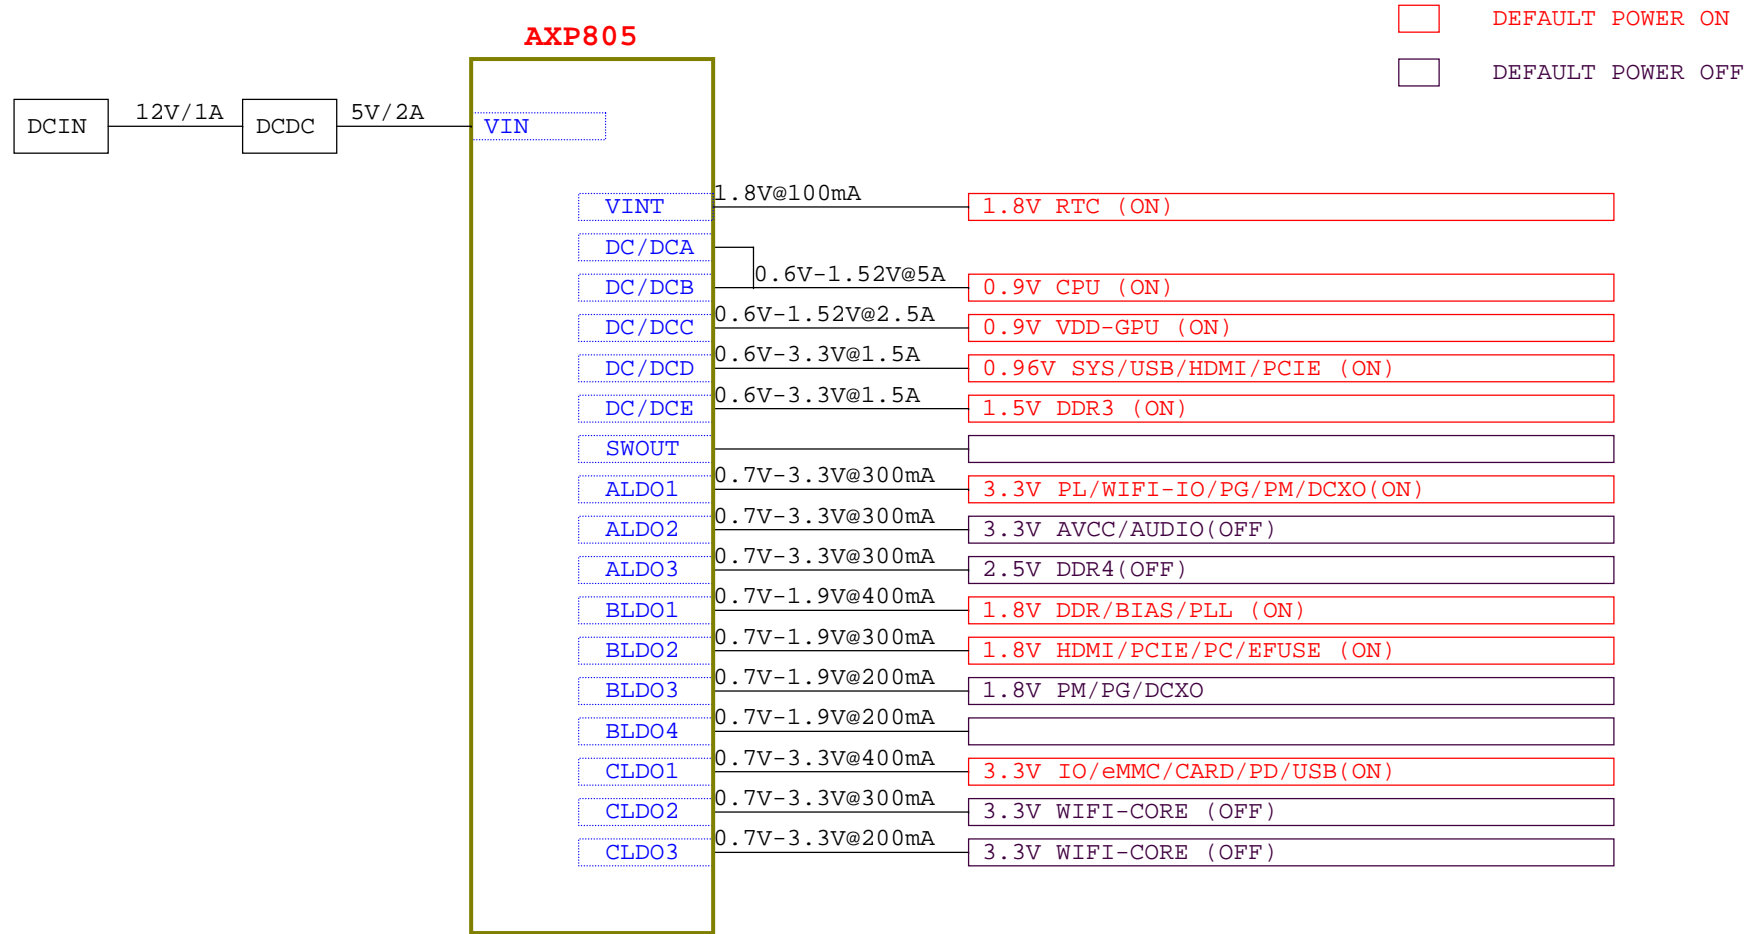 DEFAULT POWER ON
AXP805
DEFAULT POWER OFF
DCIN 12V/1A DCDC 5V/2A VIN
VINT 1.8V@100mA 1.8V RTC (ON)
DC/DCA
DC/DCB 0.6V-1.52V@5A 0.9V CPU (ON)
DC/DCC 0.6V-1.52V@2.5A 0.9V VDD-GPU (ON)
DC/DCD 0.6V-3.3V@1.5A 0.96V SYS/USB/HDMI/PCIE (ON)
DC/DCE 0.6V-3.3V@1.5A 1.5V DDR3 (ON)
SWOUT
ALDO1 0.7V-3.3V@300mA 3.3V PL/WIFI-IO/PG/PM/DCXO(ON)
ALDO2 0.7V-3.3V@300mA 3.3V AVCC/AUDIO(OFF)
ALDO3 0.7V-3.3V@300mA 2.5V DDR4(OFF)
BLDO1 0.7V-1.9V@400mA 1.8V DDR/BIAS/PLL (ON)
BLDO2 0.7V-1.9V@300mA 1.8V HDMI/PCIE/PC/EFUSE (ON)
BLDO3 0.7V-1.9V@200mA 1.8V PM/PG/DCXO
BLDO4 0.7V-1.9V@200mA
CLDO1 0.7V-3.3V@400mA 3.3V IO/eMMC/CARD/PD/USB(ON)
CLDO2 0.7V-3.3V@300mA 3.3V WIFI-CORE (OFF)
CLDO3 0.7V-3.3V@200mA 3.3V WIFI-CORE (OFF)